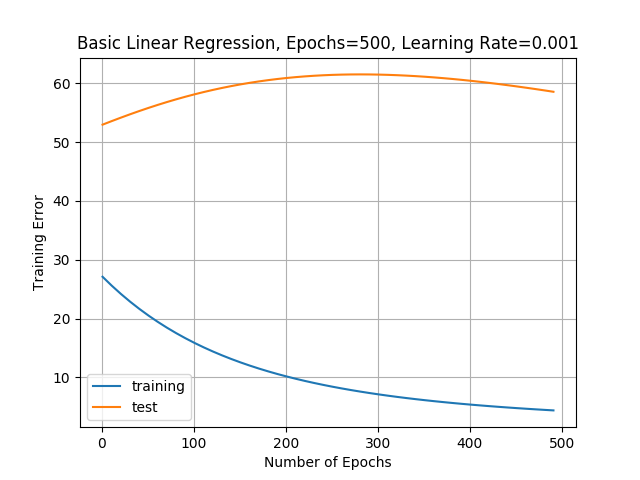 Basic Linear Regression, Epochs=500, Learning Rate=0.001
Training Error
60
50
40
30
20
10
training
test
0 100 200 300 400 500
Number of Epochs